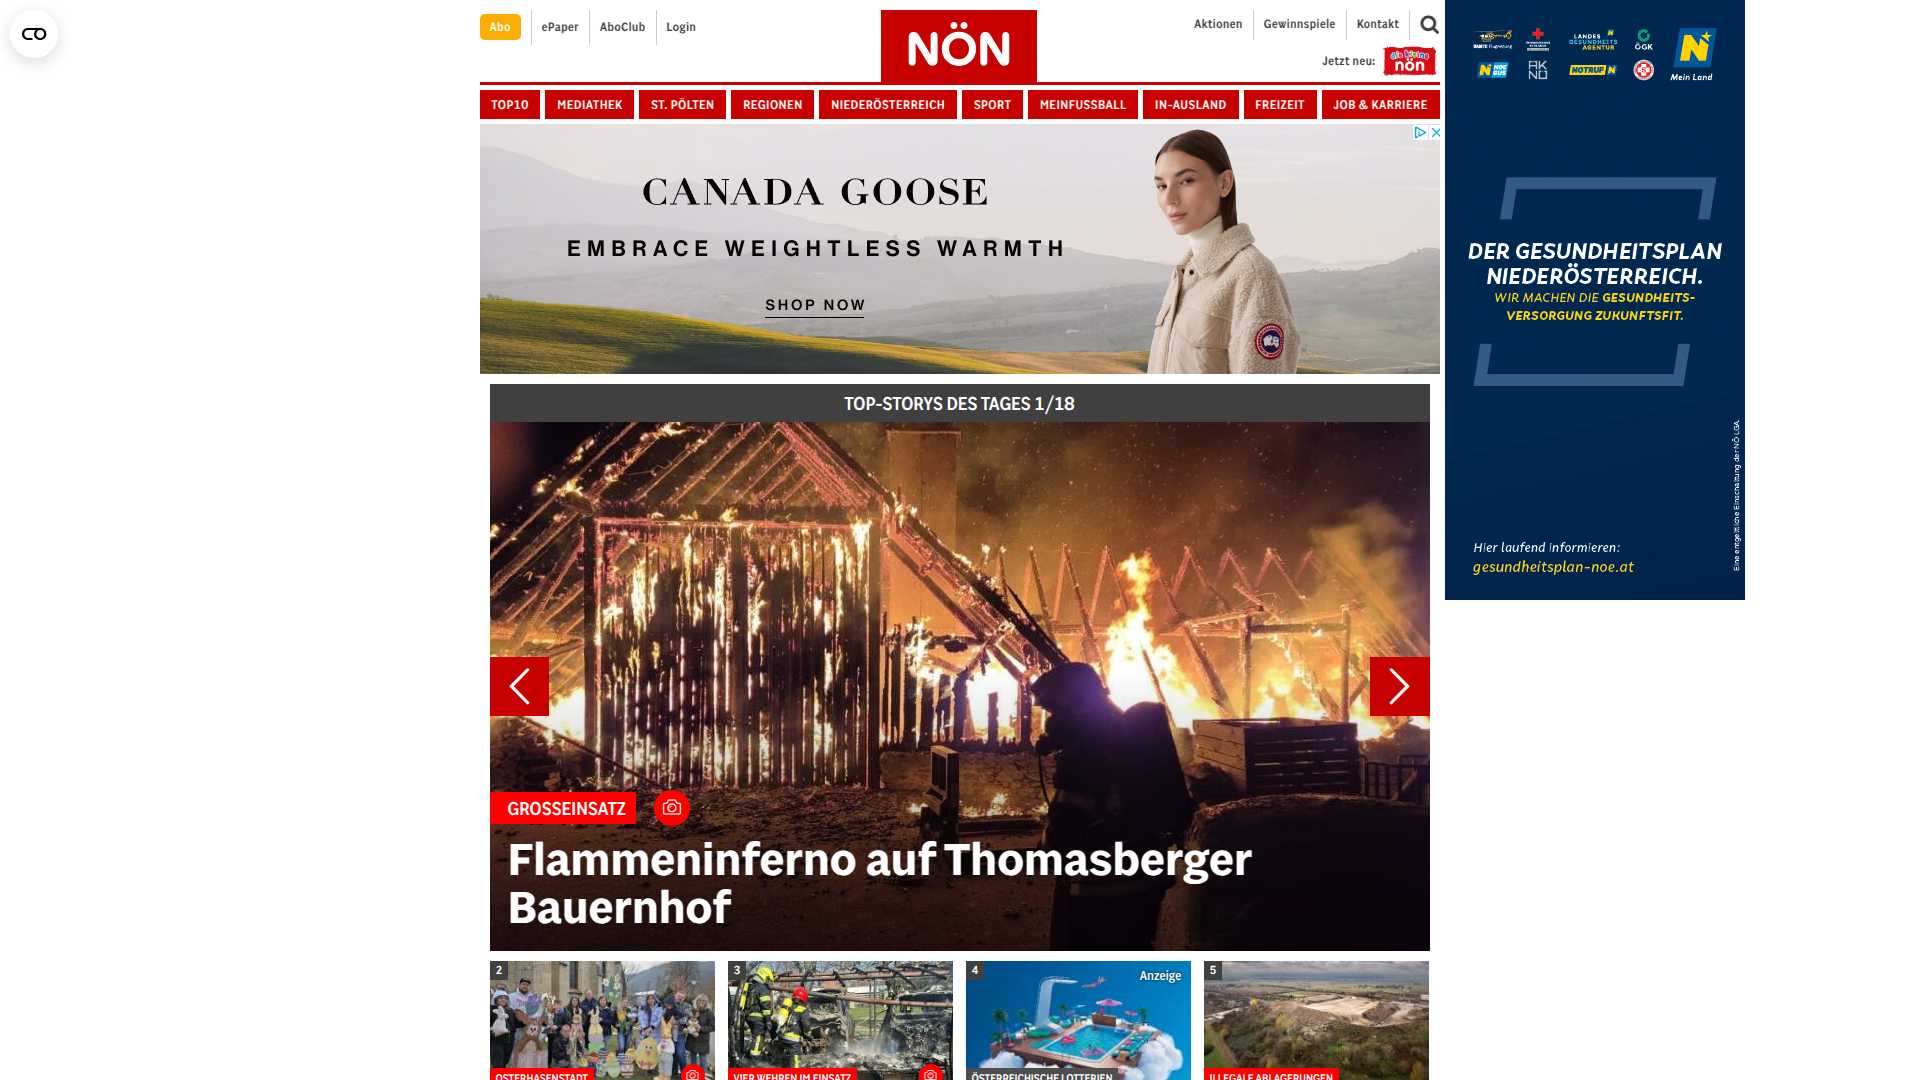 Abo
ePaper
AboClub
Login
NÖN
Aktionen
Gewinnspiele
Kontakt
Jetzt neu:
die kleine
nön
TOP10
MEDIATHEK
ST. PÖLTEN
REGIONEN
NIEDERÖSTERREICH
SPORT
MEINFUSSBALL
IN-AUSLAND
FREIZEIT
JOB & KARRIERE
CANADA GOOSE
EMBRACE WEIGHTLESS WARMTH
SHOP NOW
LANDES
GESUNDHEITS
AGENTUR
ÖGK
N
Mein Land
NOTRUF N
DER GESUNDHEITSPLAN
NIEDERÖSTERREICH.
WIR MACHEN DIE GESUNDHEITS-
VERSORGUNG ZUKUNFTSFIT.
Hier laufend informieren:
gesundheitsplan-noe.at
Eine entgeltliche Einschaltung der NÖ LGA.
TOP-STORYS DES TAGES 1/18
GROSSEINSATZ
Flammeninferno auf Thomasberger
Bauernhof
2
OSTERHASENSTADT
3
VIER WEHREN IM EINSATZ
4
Anzeige
ÖSTERREICHISCHE LOTTERIEN
5
ILLEGALE ABLAGERUNGEN